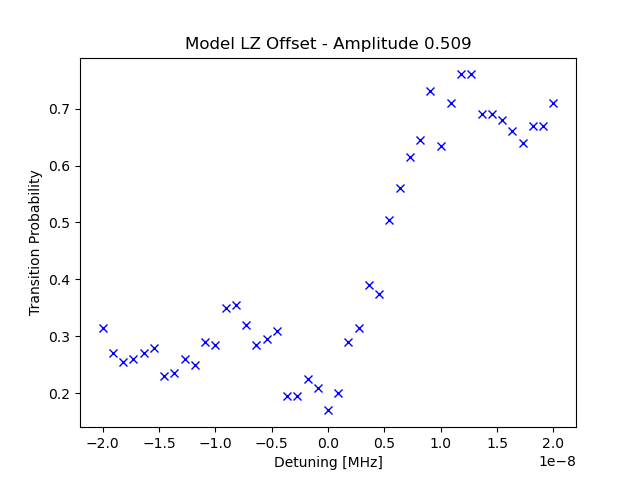 Model LZ Offset - Amplitude 0.509
Transition Probability
0.7
0.6
0.5
0.4
0.3
0.2
−2.0 −1.5 −1.0 −0.5 0.0 0.5 1.0 1.5 2.0
1e−8
Detuning [MHz]